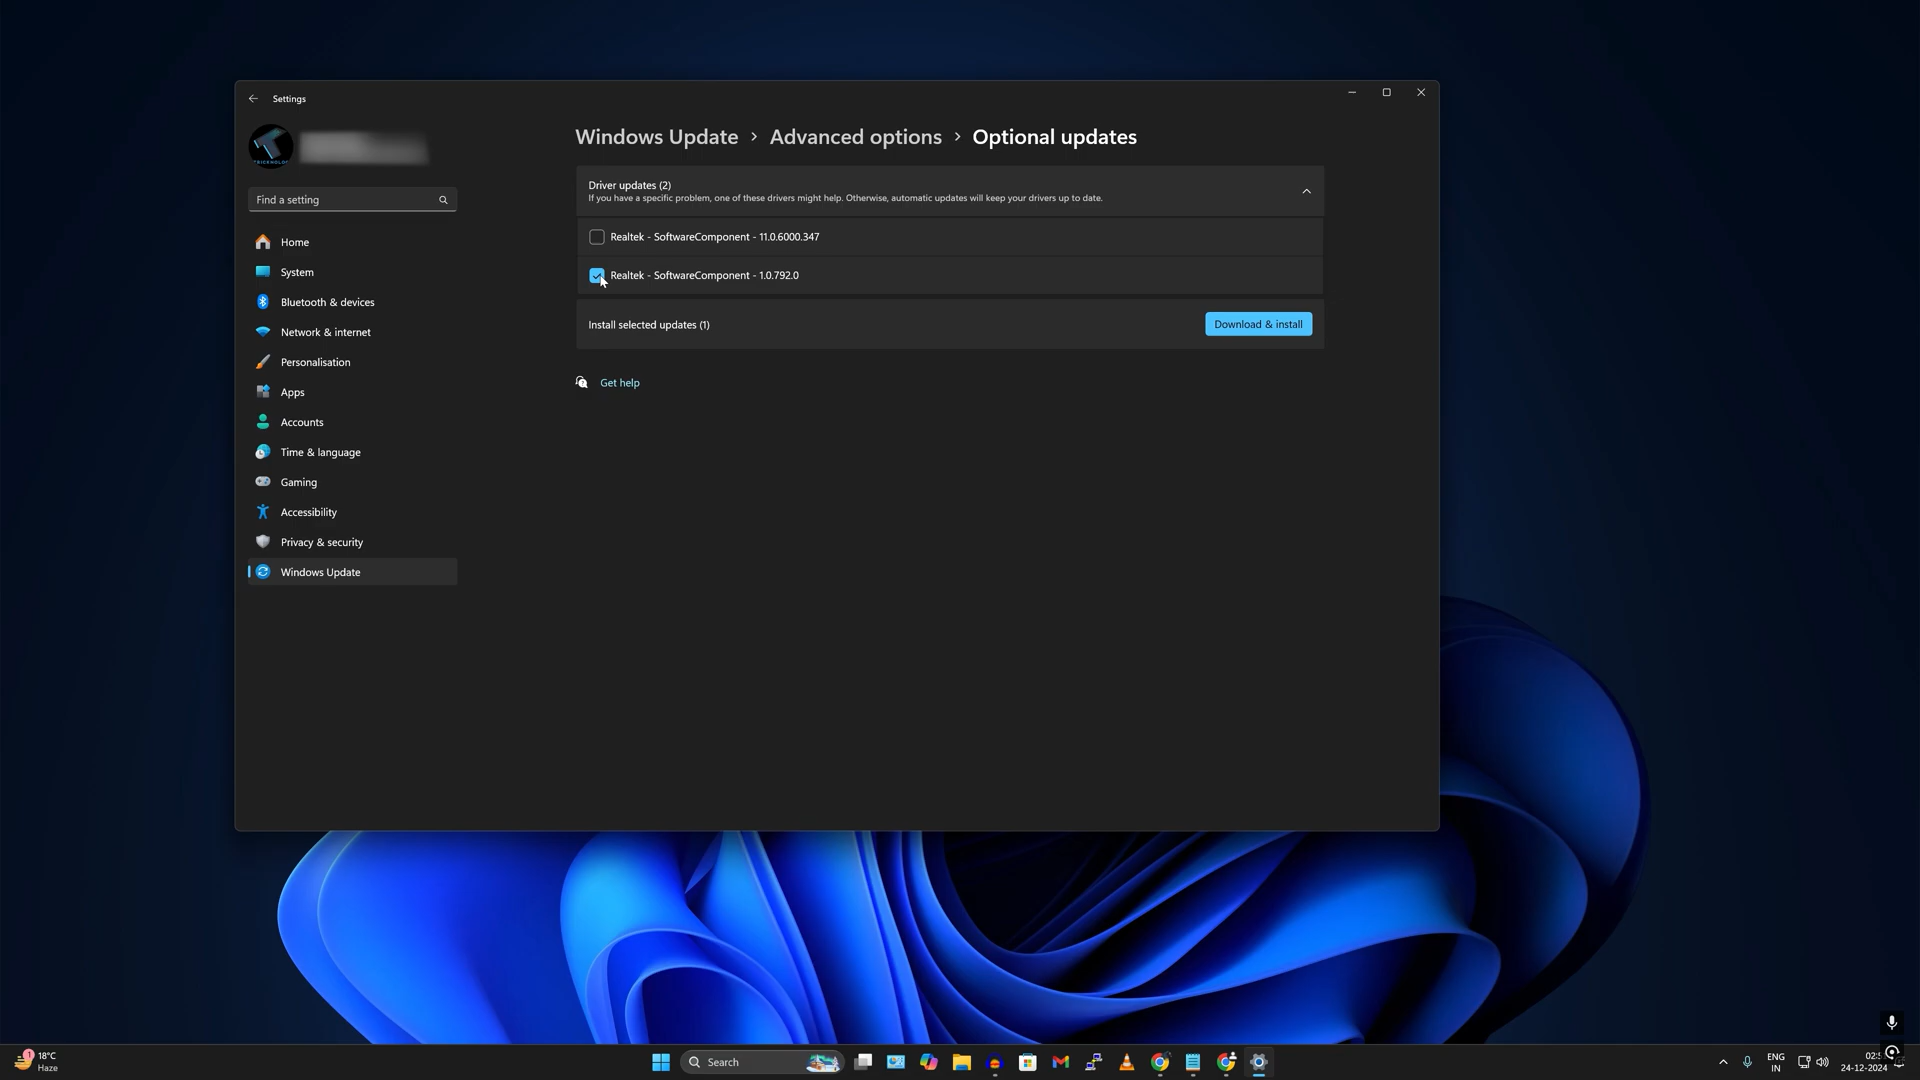 Settings
Find a setting
Home
System
Bluetooth & devices
Network & internet
Personalisation
Apps
Accounts
Time & language
Gaming
Accessibility
Privacy & security
Windows Update
Windows Update > Advanced options > Optional updates
Driver updates (2)
If you have a specific problem, one of these drivers might help. Otherwise, automatic updates will keep your drivers up to date.
Realtek - SoftwareComponent - 11.0.6000.347
Realtek - SoftwareComponent - 1.0.792.0
Install selected updates (1)
Download & install
Get help
1
18°C
Haze
Search
ENG
IN
24-12-2024